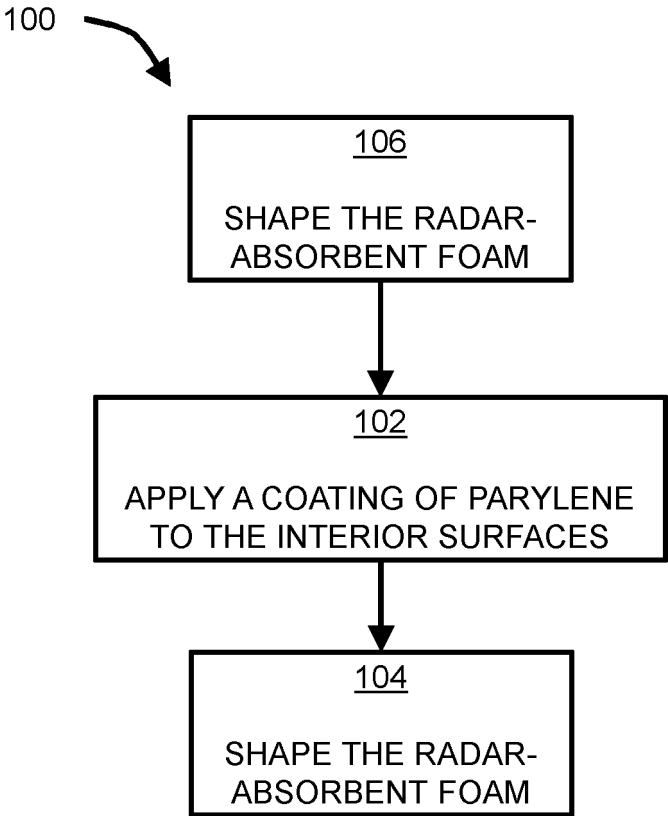 100
106
SHAPE THE RADAR-
ABSORBENT FOAM
102
APPLY A COATING OF PARYLENE
TO THE INTERIOR SURFACES
104
SHAPE THE RADAR-
ABSORBENT FOAM